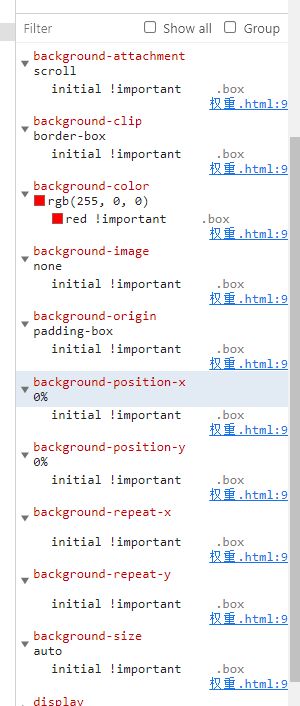 Filter Show all Group
background-attachment
scroll
initial !important .box
权重.html:9
background-clip
border-box
initial !important .box
权重.html:9
background-color
rgb(255, 0, 0)
red !important .box
权重.html:9
background-image
none
initial !important .box
权重.html:9
background-origin
padding-box
initial !important .box
权重.html:9
background-position-x
0%
initial !important .box
权重.html:9
background-position-y
0%
initial !important .box
权重.html:9
background-repeat-x
initial !important .box
权重.html:9
background-repeat-y
initial !important .box
权重.html:9
background-size
auto
initial !important .box
权重.html:9
display